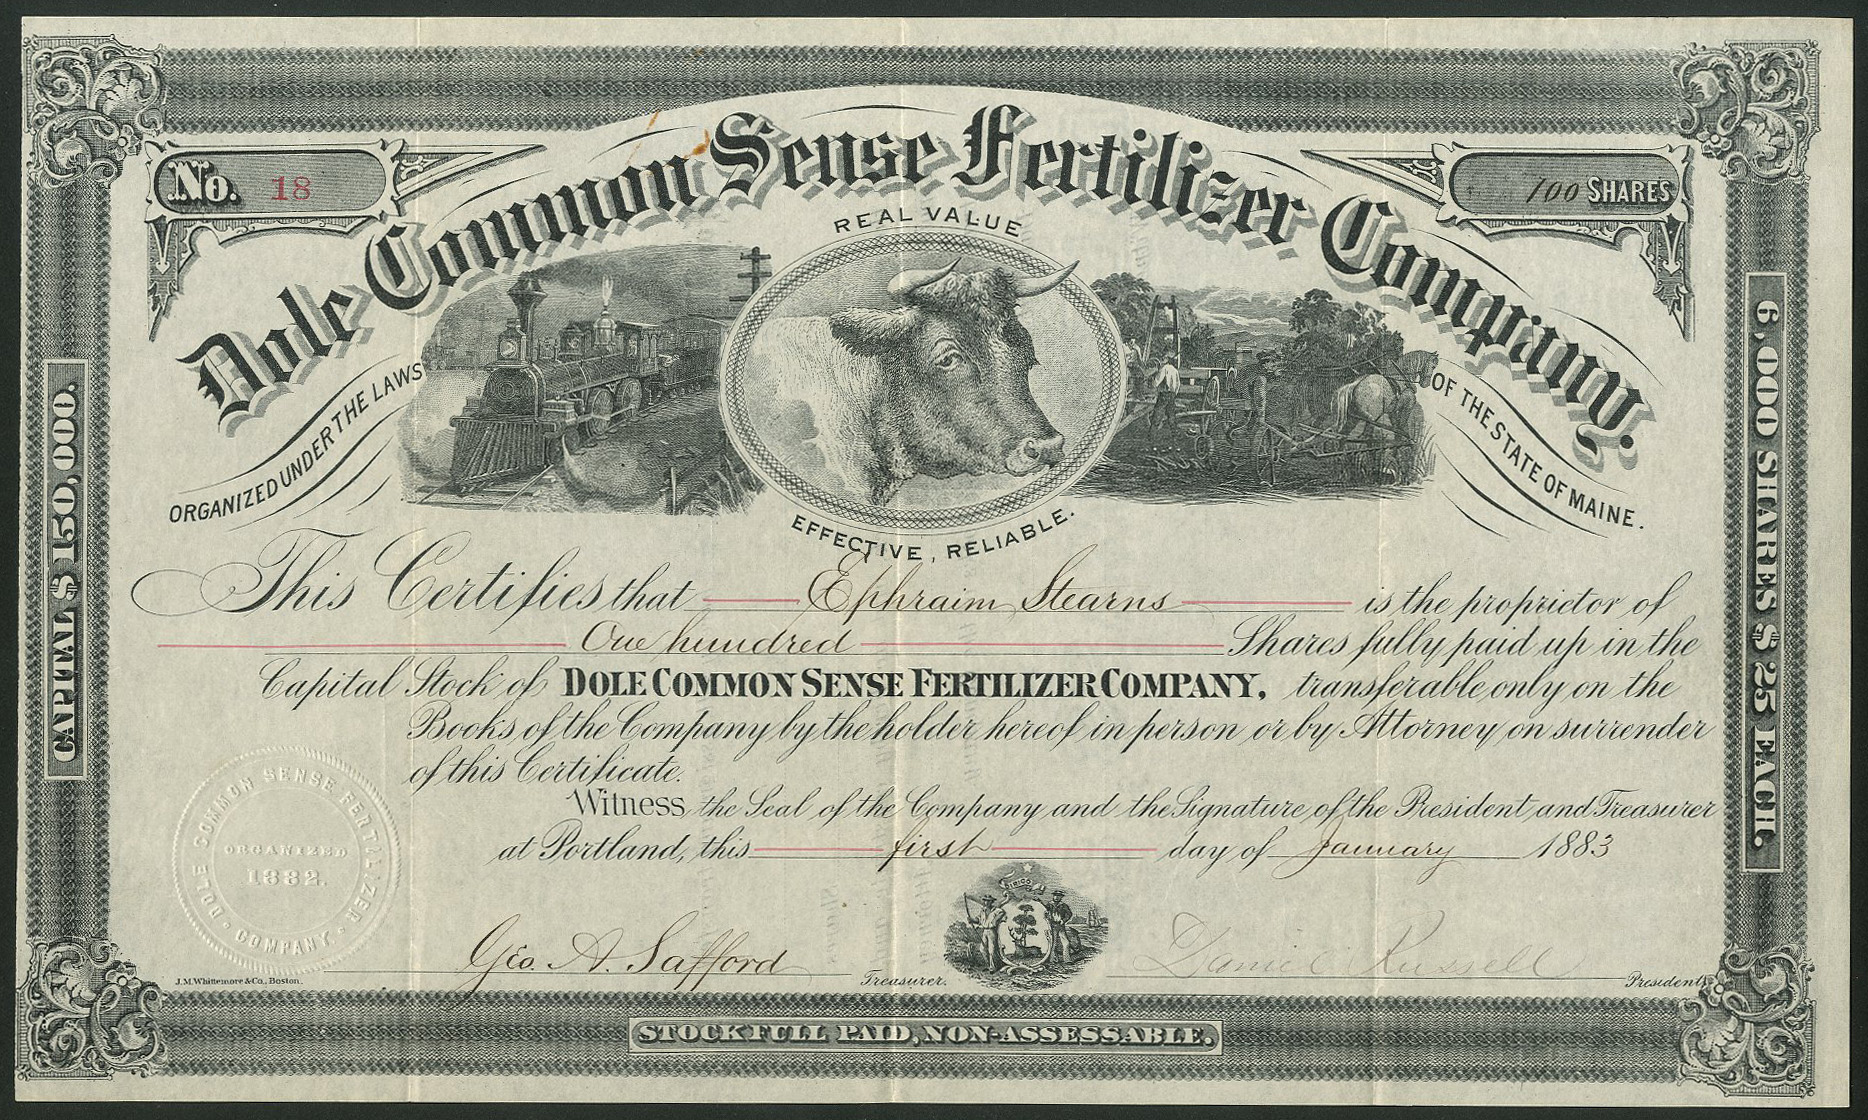 No. 18
100 SHARES
Dole Common Sense Fertilizer Company.
REAL VALUE
EFFECTIVE, RELIABLE.
ORGANIZED UNDER THE LAWS
OF THE STATE OF MAINE.
CAPITAL $150,000.
6,000 SHARES $25 EACH.
This Certifies that Ephraim Stearns is the proprietor of
One hundred Shares fully paid up in the
Capital Stock of DOLE COMMON SENSE FERTILIZER COMPANY, transferable only on the
Books of the Company by the holder hereof in person or by Attorney on surrender
of this Certificate.
Witness the Seal of the Company and the Signature of the President and Treasurer
at Portland, this first day of January 1883
DOLE COMMON SENSE FERTILIZER COMPANY.
ORGANIZED
1882.
DIRIGO
Geo. A. Safford Treasurer.
Daniel Russell President.
J.M. Whittemore & Co., Boston.
STOCK FULL PAID, NON-ASSESSABLE.